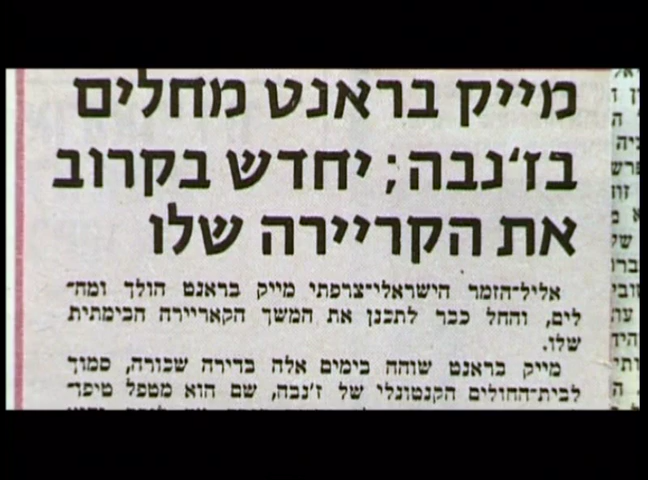 מייק בראנט מחלים
בז'נבה; יחדש בקרוב
את הקריירה שלו
אליל-הזמר הישראלי-צרפתי מייק בראנט הולך ומח-
לים, והחל כבר לתכנן את המשך הקאריירה הבימתית
שלו.
מייק בראנט שוהה בימים אלה בדירה שכורה, סמוך
לבית-החולים הקנטונלי של ז'נבה, שם הוא מטפל טיפו-